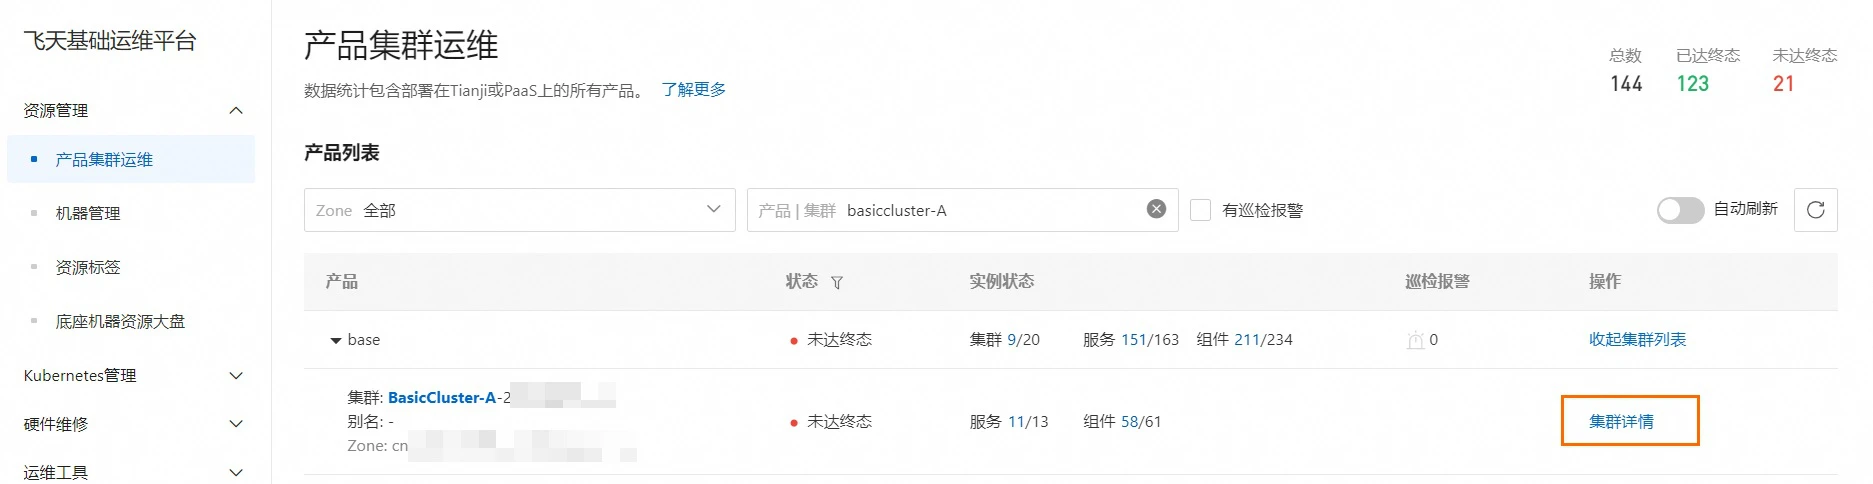 飞天基础运维平台
资源管理
产品集群运维
机器管理
资源标签
底座机器资源大盘
Kubernetes管理
硬件维修
运维工具
产品集群运维
数据统计包含部署在Tianji或PaaS上的所有产品。 了解更多
总数 已达终态 未达终态
144 123 21
产品列表
Zone 全部 产品 | 集群 basiccluster-A 有巡检报警 自动刷新
产品 状态 实例状态 巡检报警 操作
base 未达终态 集群 9/20 服务 151/163 组件 211/234 0 收起集群列表
集群: BasicCluster-A-2
别名: - 未达终态 服务 11/13 组件 58/61 集群详情
Zone: cn